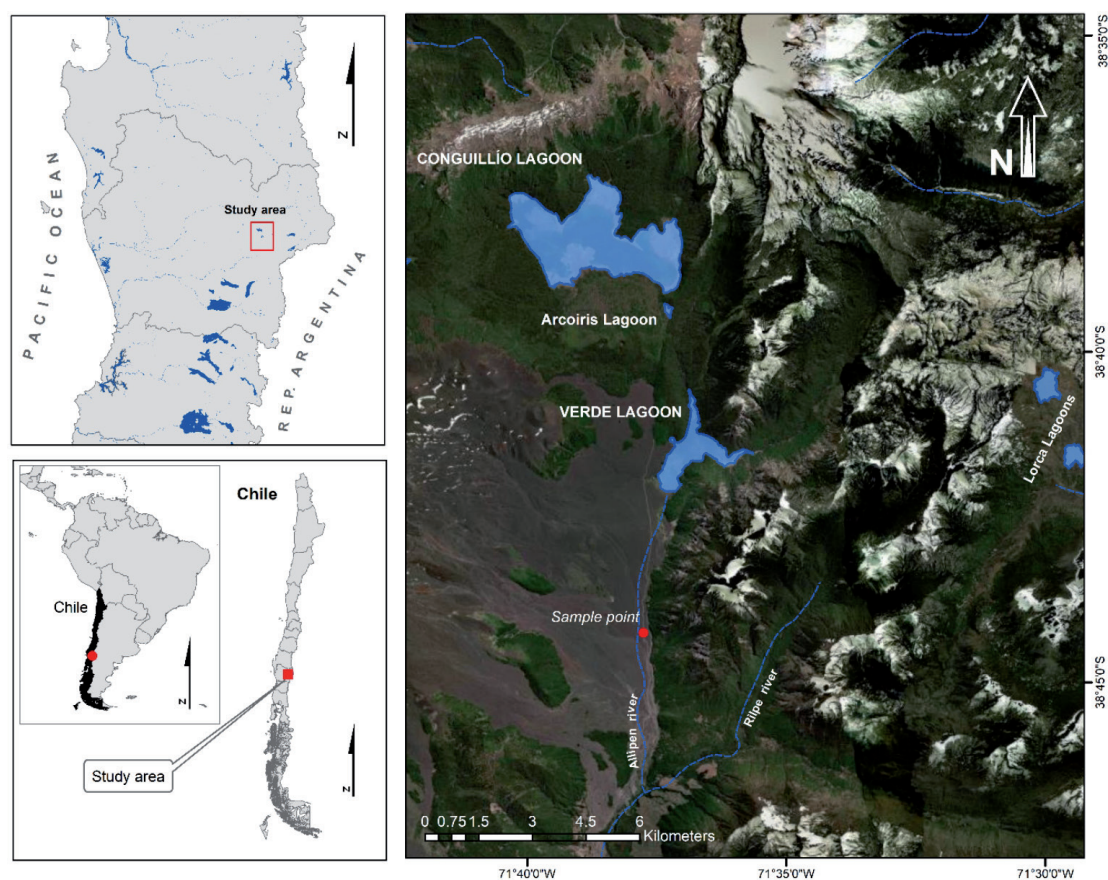 N
Study area
PACIFIC OCEAN
REP. ARGENTINA
Chile
Chile
N
N
Study area
CONGUILLÍO LAGOON
N
Arcoiris Lagoon
VERDE LAGOON
Lorca Lagoons
Sample point
Allipen river
Rilpe river
0 0.75 1.5 3 4.5 6
Kilometers
38°35'0"S
38°40'0"S
38°45'0"S
71°40'0"W
71°35'0"W
71°30'0"W